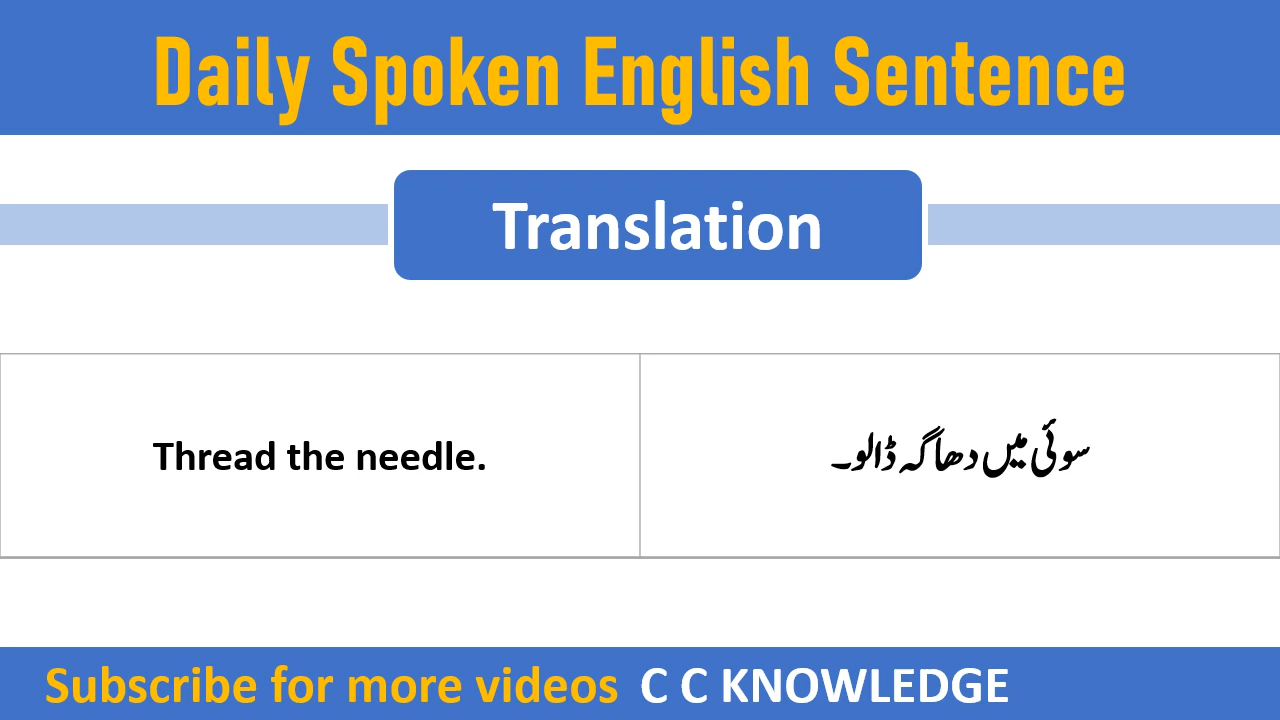 Daily Spoken English Sentence
Translation
Thread the needle.
سوئی میں دھاگہ ڈالو۔
Subscribe for more videos C C KNOWLEDGE